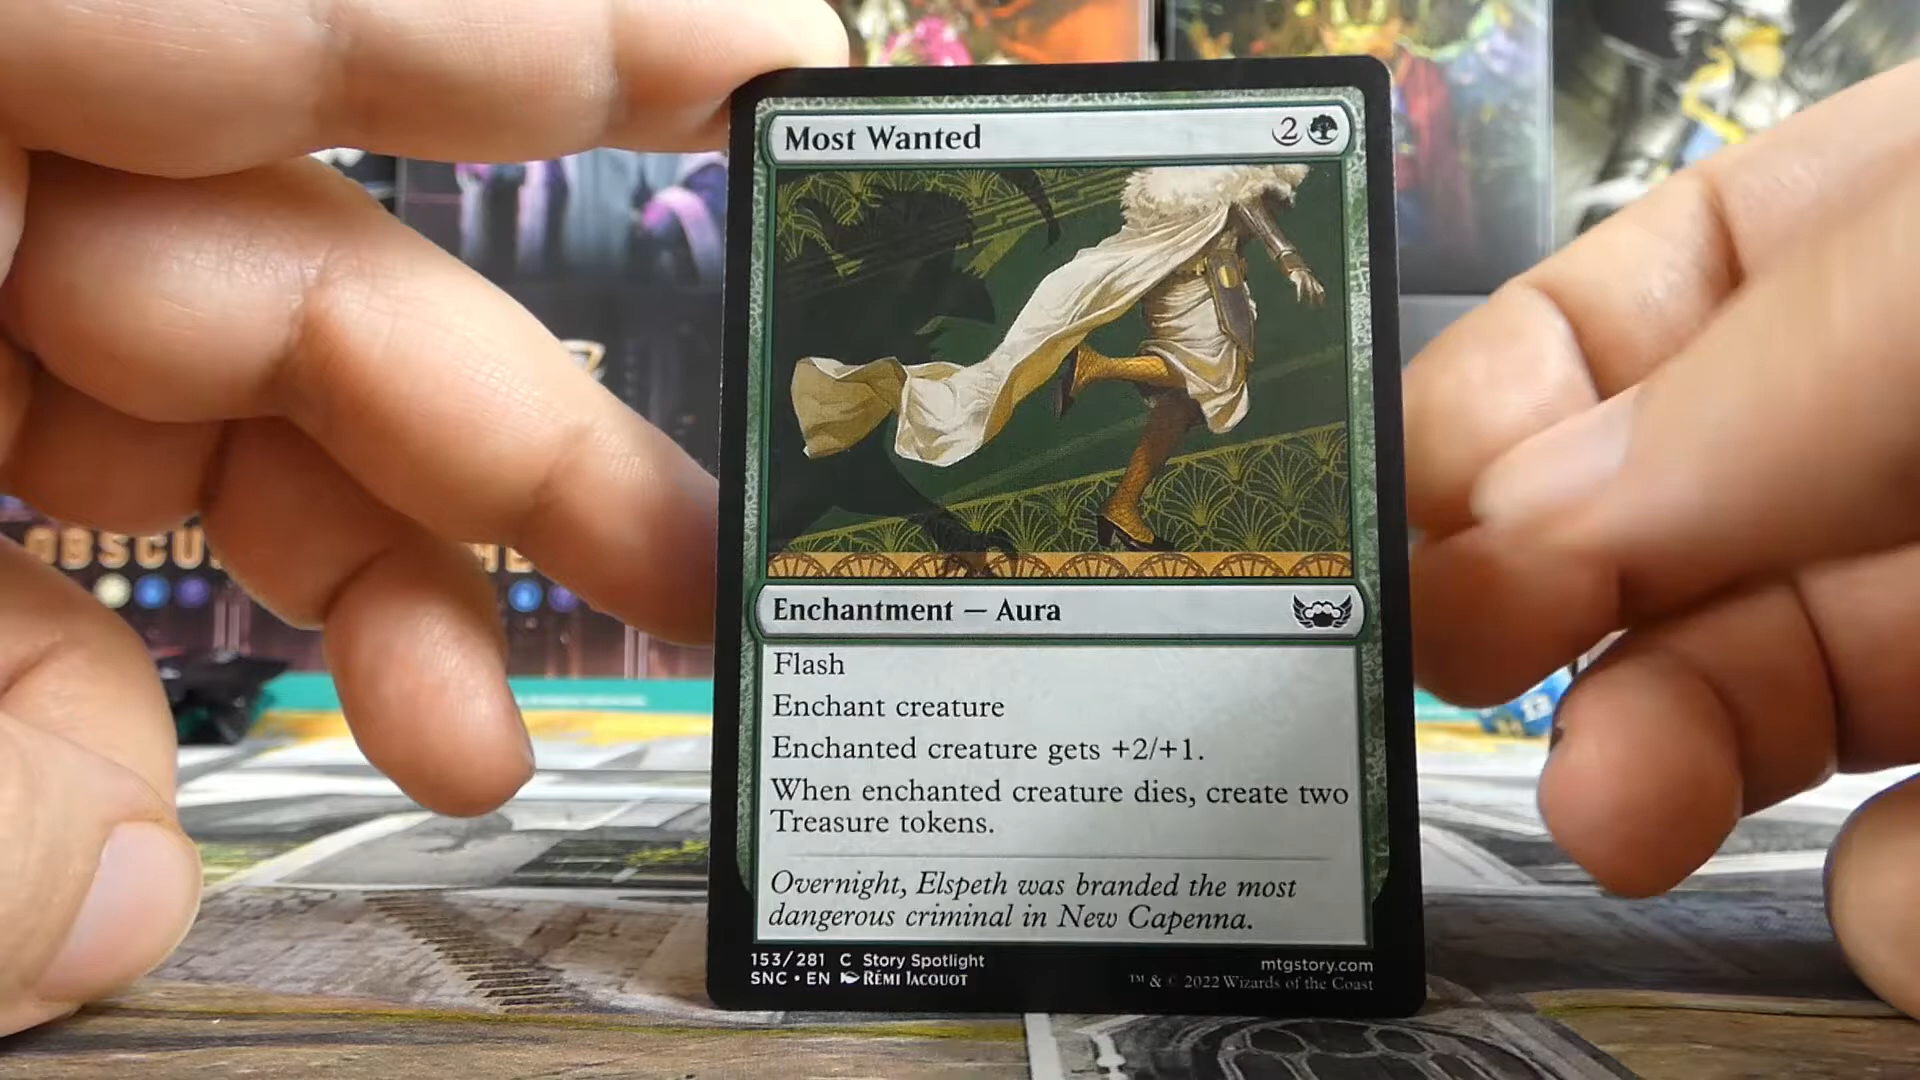 Most Wanted 2
Enchantment — Aura
Flash
Enchant creature
Enchanted creature gets +2/+1.
When enchanted creature dies, create two
Treasure tokens.
Overnight, Elspeth was branded the most
dangerous criminal in New Capenna.
153/281 C Story Spotlight
SNC • EN RÉMI JACQUOT
mtgstory.com
™ & © 2022 Wizards of the Coast
OBSCU